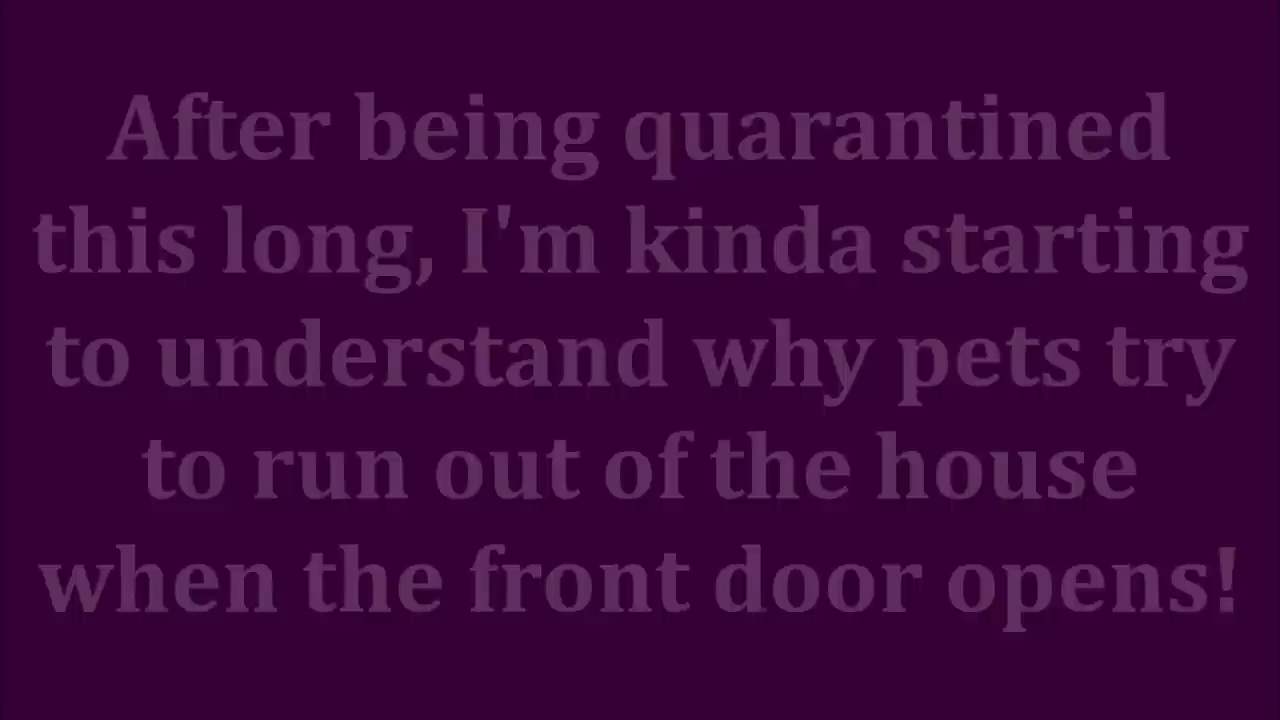 After being quarantined
this long, I'm kinda starting
to understand why pets try
to run out of the house
when the front door opens!